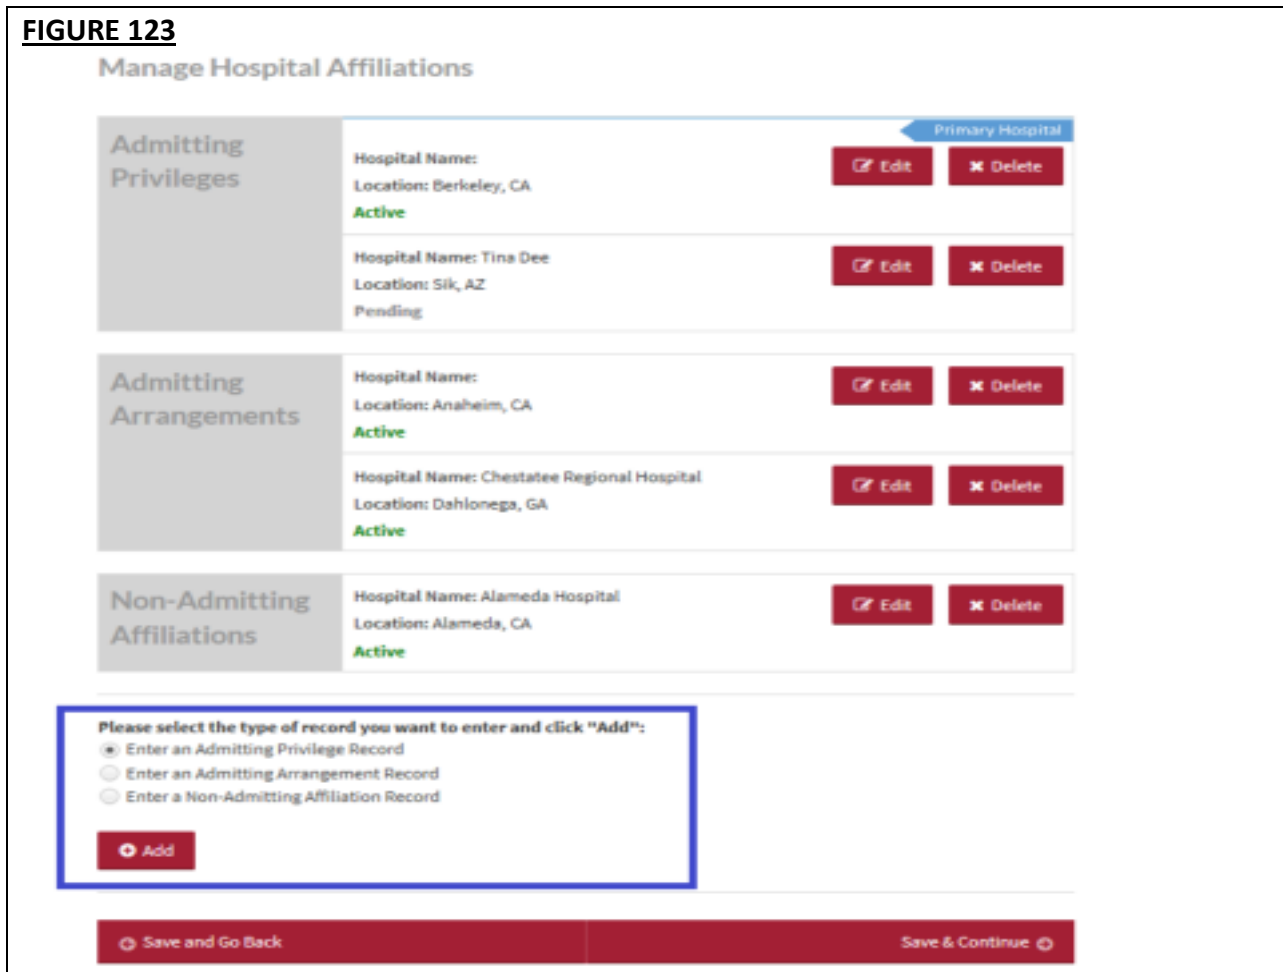 FIGURE 123
Manage Hospital Affiliations
Primary Hospital
Admitting
Privileges
Hospital Name:
Location: Berkeley, CA
Active
Edit
Delete
Hospital Name: Tina Dee
Location: Sik, AZ
Pending
Edit
Delete
Admitting
Arrangements
Hospital Name:
Location: Anaheim, CA
Active
Edit
Delete
Hospital Name: Chestatee Regional Hospital
Location: Dahlonega, GA
Active
Edit
Delete
Non-Admitting
Affiliations
Hospital Name: Alameda Hospital
Location: Alameda, CA
Active
Edit
Delete
Please select the type of record you want to enter and click "Add":
Enter an Admitting Privilege Record
Enter an Admitting Arrangement Record
Enter a Non-Admitting Affiliation Record
Add
Save and Go Back
Save & Continue